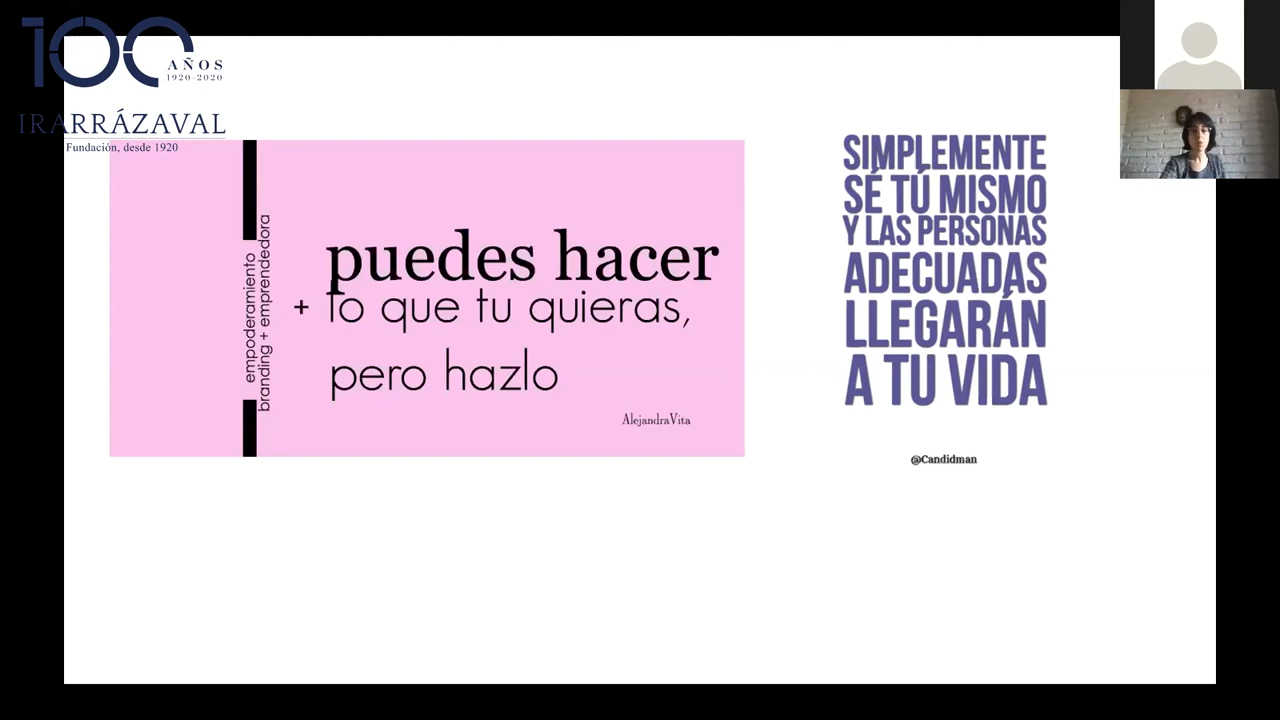 100
AÑOS
1920-2020
IRARRÁZAVAL
Fundación, desde 1920
empoderamiento
branding + emprendedora
puedes hacer
+ lo que tu quieras,
pero hazlo
AlejandraVita
SIMPLEMENTE
SÉ TÚ MISMO
Y LAS PERSONAS
ADECUADAS
LLEGARÁN
A TU VIDA
@Candidman